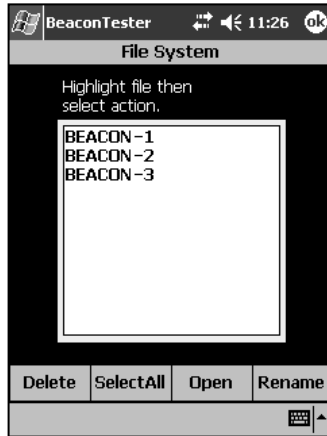 BeaconTester 11:26 ok
File System
Highlight file then
select action.
BEACON-1
BEACON-2
BEACON-3
Delete SelectAll Open Rename